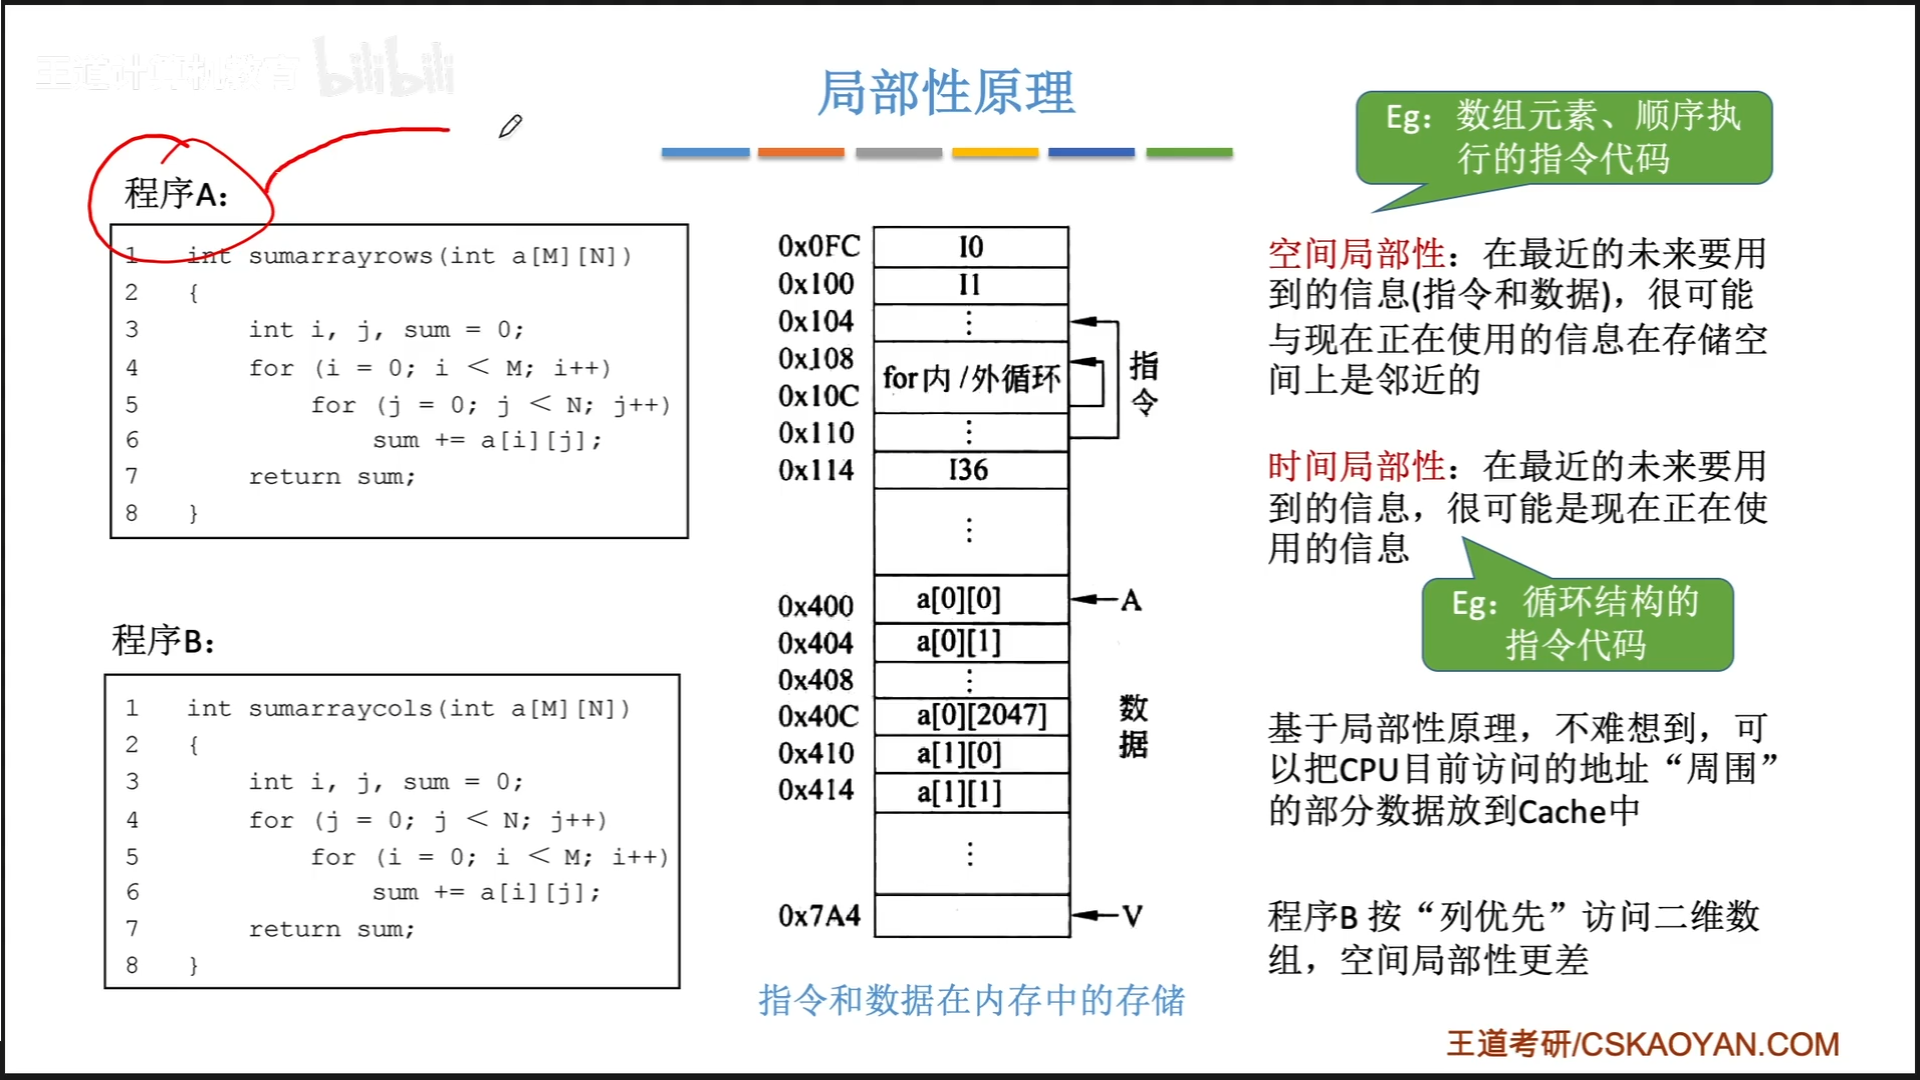 王道计算机教育 bilibili
局部性原理
程序A：
1 int sumarrayrows(int a[M][N])
2 {
3 int i, j, sum = 0;
4 for (i = 0; i < M; i++)
5 for (j = 0; j < N; j++)
6 sum += a[i][j];
7 return sum;
8 }
程序B：
1 int sumarraycols(int a[M][N])
2 {
3 int i, j, sum = 0;
4 for (j = 0; j < N; j++)
5 for (i = 0; i < M; i++)
6 sum += a[i][j];
7 return sum;
8 }
0x0FC I0
0x100 I1
0x104 ⋮
0x108
for内/外循环
0x10C
0x110 ⋮
0x114 I36
⋮
指令
0x400 a[0][0] A
0x404 a[0][1]
0x408 ⋮
0x40C a[0][2047]
0x410 a[1][0]
0x414 a[1][1]
⋮
0x7A4 V
数据
指令和数据在内存中的存储
Eg：数组元素、顺序执
行的指令代码
空间局部性：在最近的未来要用
到的信息(指令和数据)，很可能
与现在正在使用的信息在存储空
间上是邻近的
时间局部性：在最近的未来要用
到的信息，很可能是现在正在使
用的信息
Eg：循环结构的
指令代码
基于局部性原理，不难想到，可
以把CPU目前访问的地址“周围”
的部分数据放到Cache中
程序B 按“列优先”访问二维数
组，空间局部性更差
王道考研/CSKAOYAN.COM